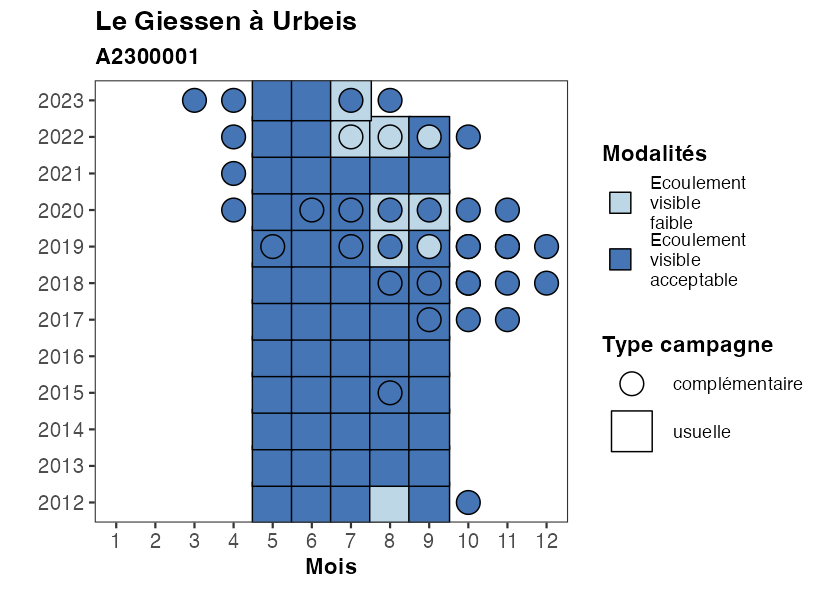 Le Giessen à Urbeis
A2300001
2023
2022
2021
2020
2019
2018
2017
2016
2015
2014
2013
2012
1 2 3 4 5 6 7 8 9 10 11 12
Mois
Modalités
Ecoulement
visible
faible
Ecoulement
visible
acceptable
Type campagne
complémentaire
usuelle